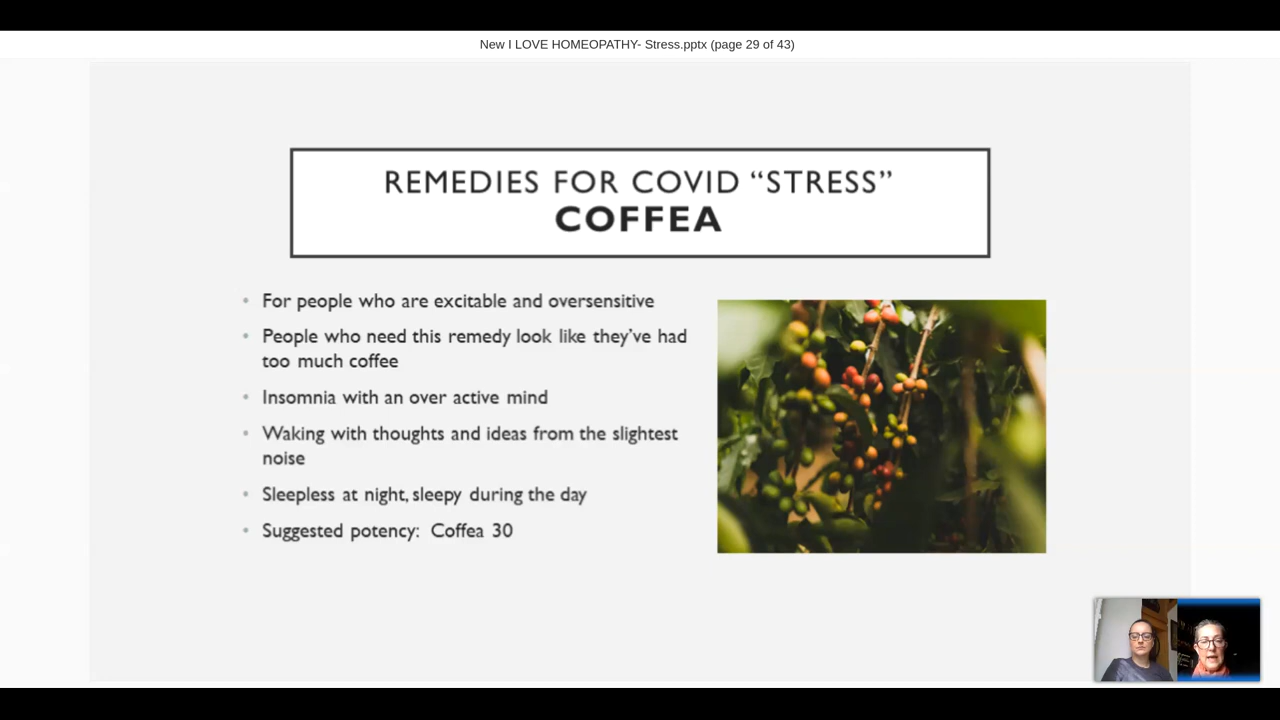 New I LOVE HOMEOPATHY- Stress.pptx (page 29 of 43)
REMEDIES FOR COVID “STRESS”
COFFEA
• For people who are excitable and oversensitive
• People who need this remedy look like they’ve had
too much coffee
• Insomnia with an over active mind
• Waking with thoughts and ideas from the slightest
noise
• Sleepless at night, sleepy during the day
• Suggested potency: Coffea 30